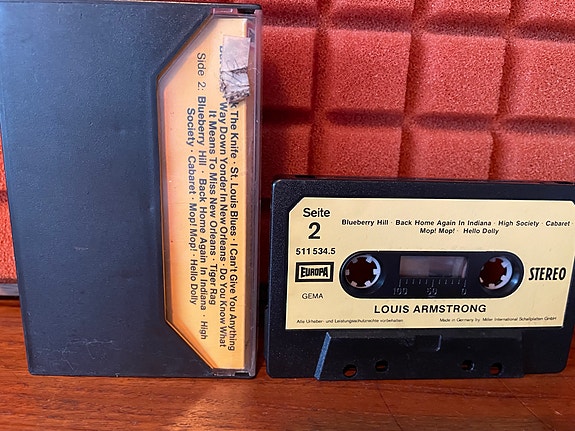 k The Knife · St. Louis Blues · I Can't Give You Anything
Way Down Yonder In New Orleans · Do You Know What
It Means To Miss New Orleans · Tiger Rag
Side 2: Blueberry Hill · Back Home Again In Indiana · High
Society · Cabaret · Mop! Mop! · Hello Dolly
Seite
2
Blueberry Hill · Back Home Again In Indiana · High Society · Cabaret
Mop! Mop! · Hello Dolly
511 534.5
EUROPA
STEREO
100 50 0
GEMA
LOUIS ARMSTRONG
Alle Urheber- und Leistungsschutzrechte vorbehalten
Made in Germany by Miller International Schallplatten GmbH